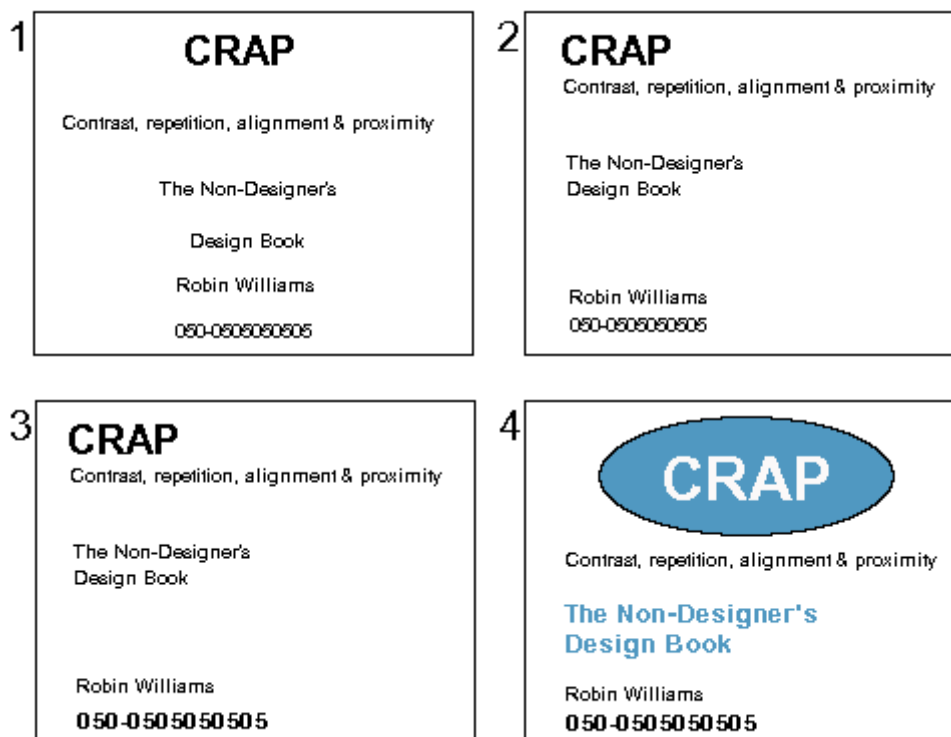 1
CRAP
Contrast, repetition, alignment & proximity
The Non-Designer's
Design Book
Robin Williams
050-0505050505
2
CRAP
Contrast, repetition, alignment & proximity
The Non-Designer's
Design Book
Robin Williams
050-0505050505
3
CRAP
Contrast, repetition, alignment & proximity
The Non-Designer's
Design Book
Robin Williams
050-0505050505
4
CRAP
Contrast, repetition, alignment & proximity
The Non-Designer's
Design Book
Robin Williams
050-0505050505